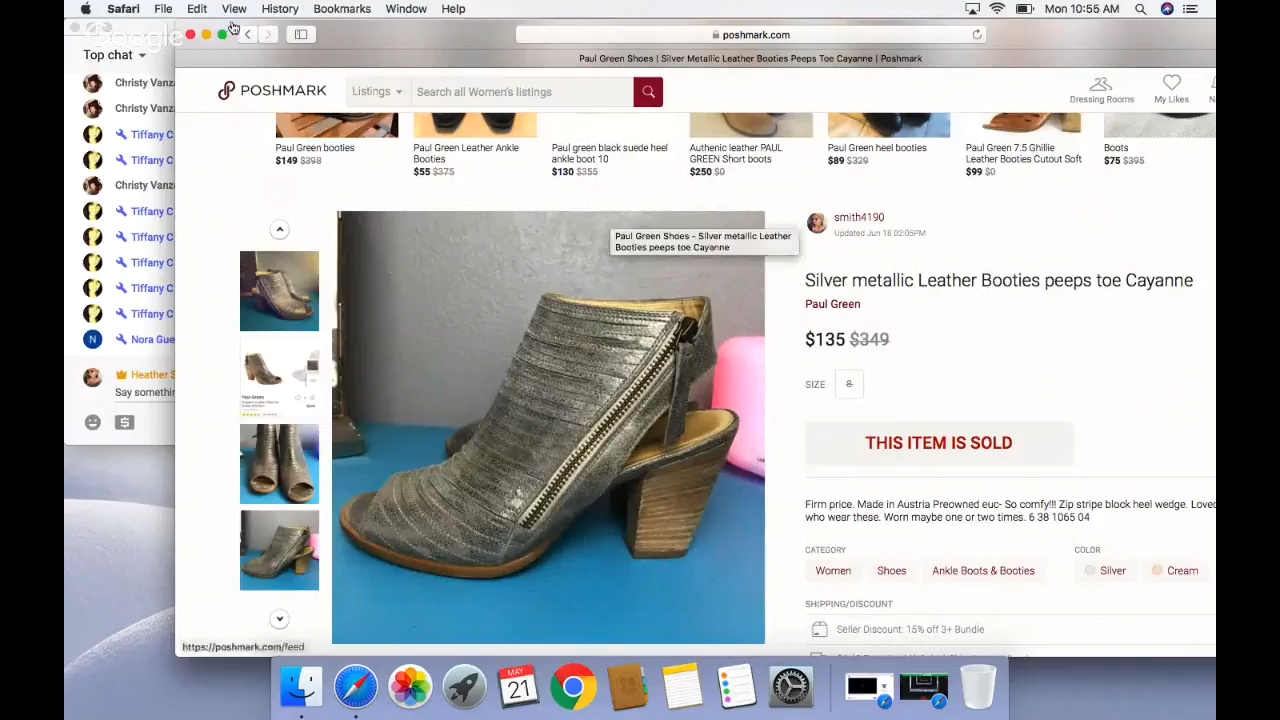 Safari File Edit View History Bookmarks Window Help
Mon 10:55 AM
Google
Top chat
poshmark.com
Paul Green Shoes | Silver Metallic Leather Booties Peeps Toe Cayanne | Poshmark
POSHMARK
Listings
Search all Women's listings
Dressing Rooms
My Likes
N
Christy Vanz
Christy Vanz
Tiffany C
Tiffany C
Christy Vanz
Tiffany C
Tiffany C
Tiffany C
Tiffany C
Tiffany C
N
Nora Gue
Heather S
Say somethin
Paul Green booties
$149 $398
Paul Green Leather Ankle
Booties
$55 $375
Paul green black suede heel
ankle boot 10
$130 $355
Authenic leather PAUL
GREEN Short boots
$250 $0
Paul Green heel booties
$89 $329
Paul Green 7.5 Ghillie
Leather Booties Cutout Soft
$99 $0
Boots
$75 $395
Paul Green Shoes - Silver metallic Leather
Booties peeps toe Cayanne
smith4190
Updated Jun 18 02:05PM
Silver metallic Leather Booties peeps toe Cayanne
Paul Green
$135 $349
SIZE 8
THIS ITEM IS SOLD
Firm price. Made in Austria Preowned euc- So comfy!!! Zip stripe block heel wedge. Loved
who wear these. Worn maybe one or two times. 6 38 1065 04
CATEGORY
Women Shoes Ankle Boots & Booties
COLOR
Silver Cream
SHIPPING/DISCOUNT
Seller Discount: 15% off 3+ Bundle
Paul Green
https://poshmark.com/feed
MAY
21